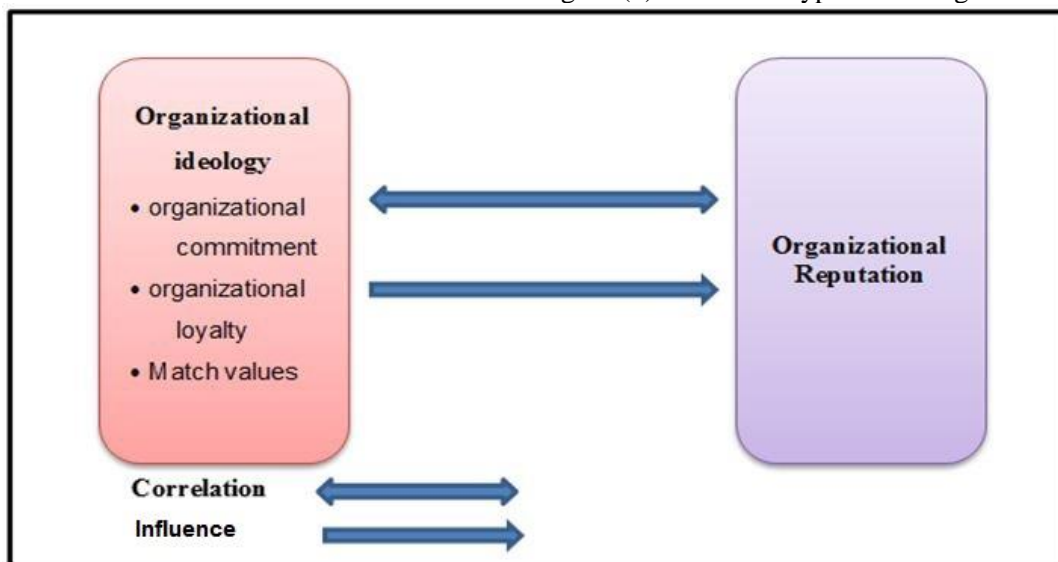 Organizational
ideology
• organizational
commitment
• organizational
loyalty
• Match values
Organizational
Reputation
Correlation
Influence